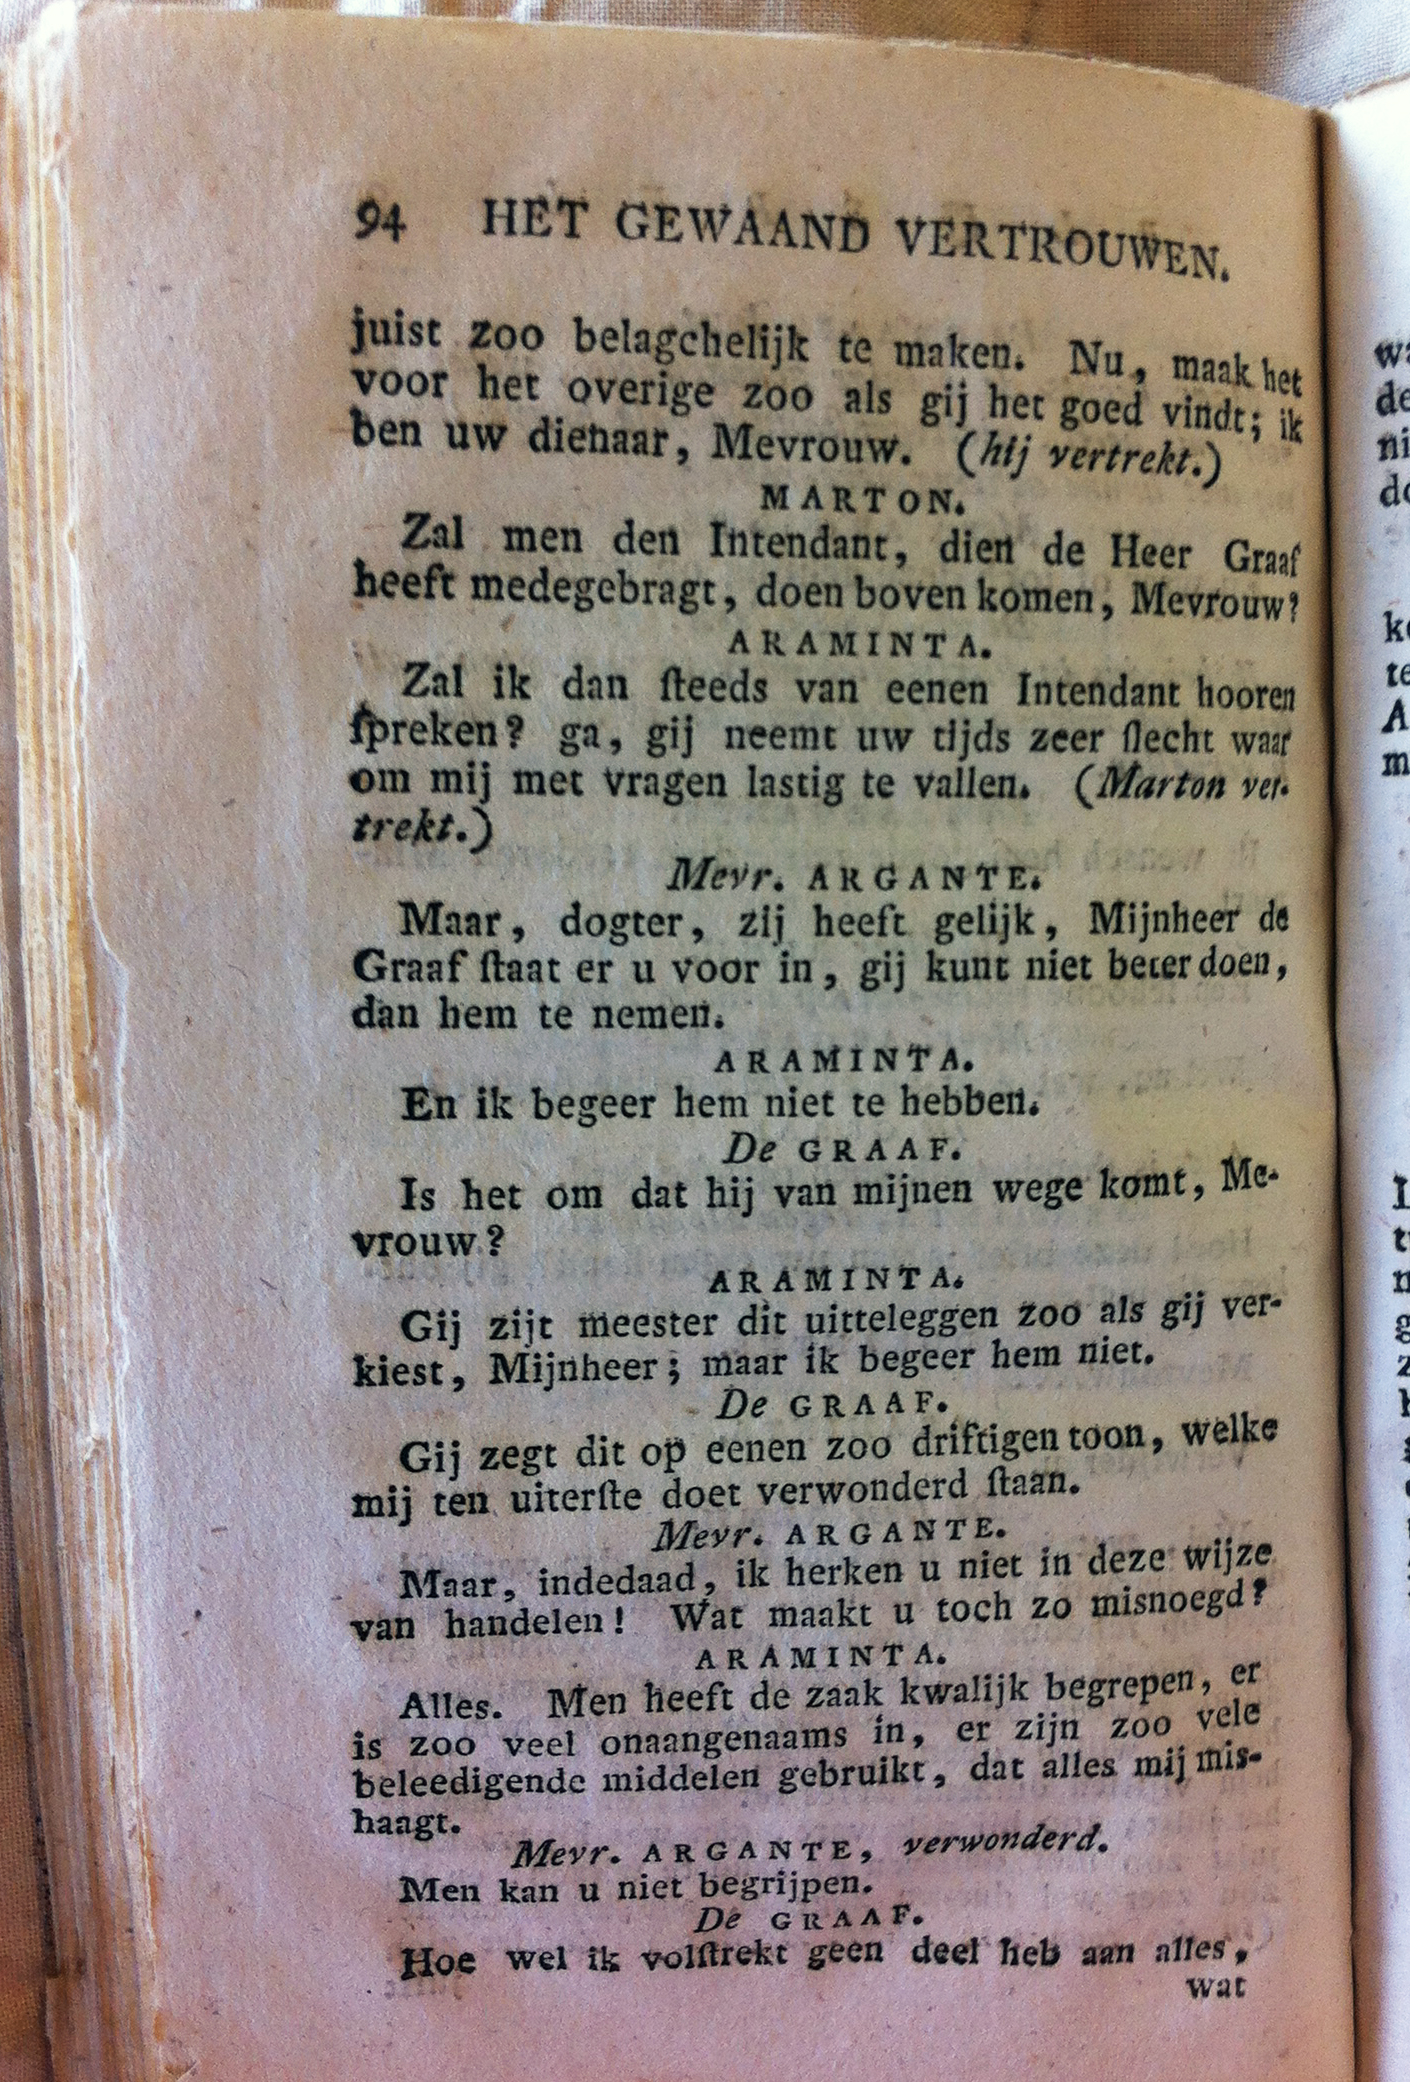 94 HET GEWAAND VERTROUWEN.
juist zoo belagchelijk te maken. Nu, maak het
voor het overige zoo als gij het goed vindt; ik
ben uw dienaar, Mevrouw. (hij vertrekt.)
MARTON.
Zal men den Intendant, dien de Heer Graaf
heeft medegebragt, doen boven komen, Mevrouw?
ARAMINTA.
Zal ik dan ſteeds van eenen Intendant hooren
ſpreken? ga, gij neemt uw tijds zeer ſlecht waar
om mij met vragen lastig te vallen. (Marton ver-
trekt.)
Mevr. ARGANTE.
Maar, dogter, zij heeft gelijk, Mijnheer de
Graaf ſtaat er u voor in, gij kunt niet beter doen,
dan hem te nemen.
ARAMINTA.
En ik begeer hem niet te hebben.
De GRAAF.
Is het om dat hij van mijnen wege komt, Me-
vrouw?
ARAMINTA.
Gij zijt meester dit uitteleggen zoo als gij ver-
kiest, Mijnheer; maar ik begeer hem niet.
De GRAAF.
Gij zegt dit op eenen zoo driftigen toon, welke
mij ten uiterſte doet verwonderd ſtaan.
Mevr. ARGANTE.
Maar, indedaad, ik herken u niet in deze wijze
van handelen! Wat maakt u toch zo misnoegd?
ARAMINTA.
Alles. Men heeft de zaak kwalijk begrepen, er
is zoo veel onaangenaams in, er zijn zoo vele
beleedigende middelen gebruikt, dat alles mij mis-
haagt.
Mevr. ARGANTE, verwonderd.
Men kan u niet begrijpen.
De GRAAF.
Hoe wel ik volſtrekt geen deel heb aan alles,
wat